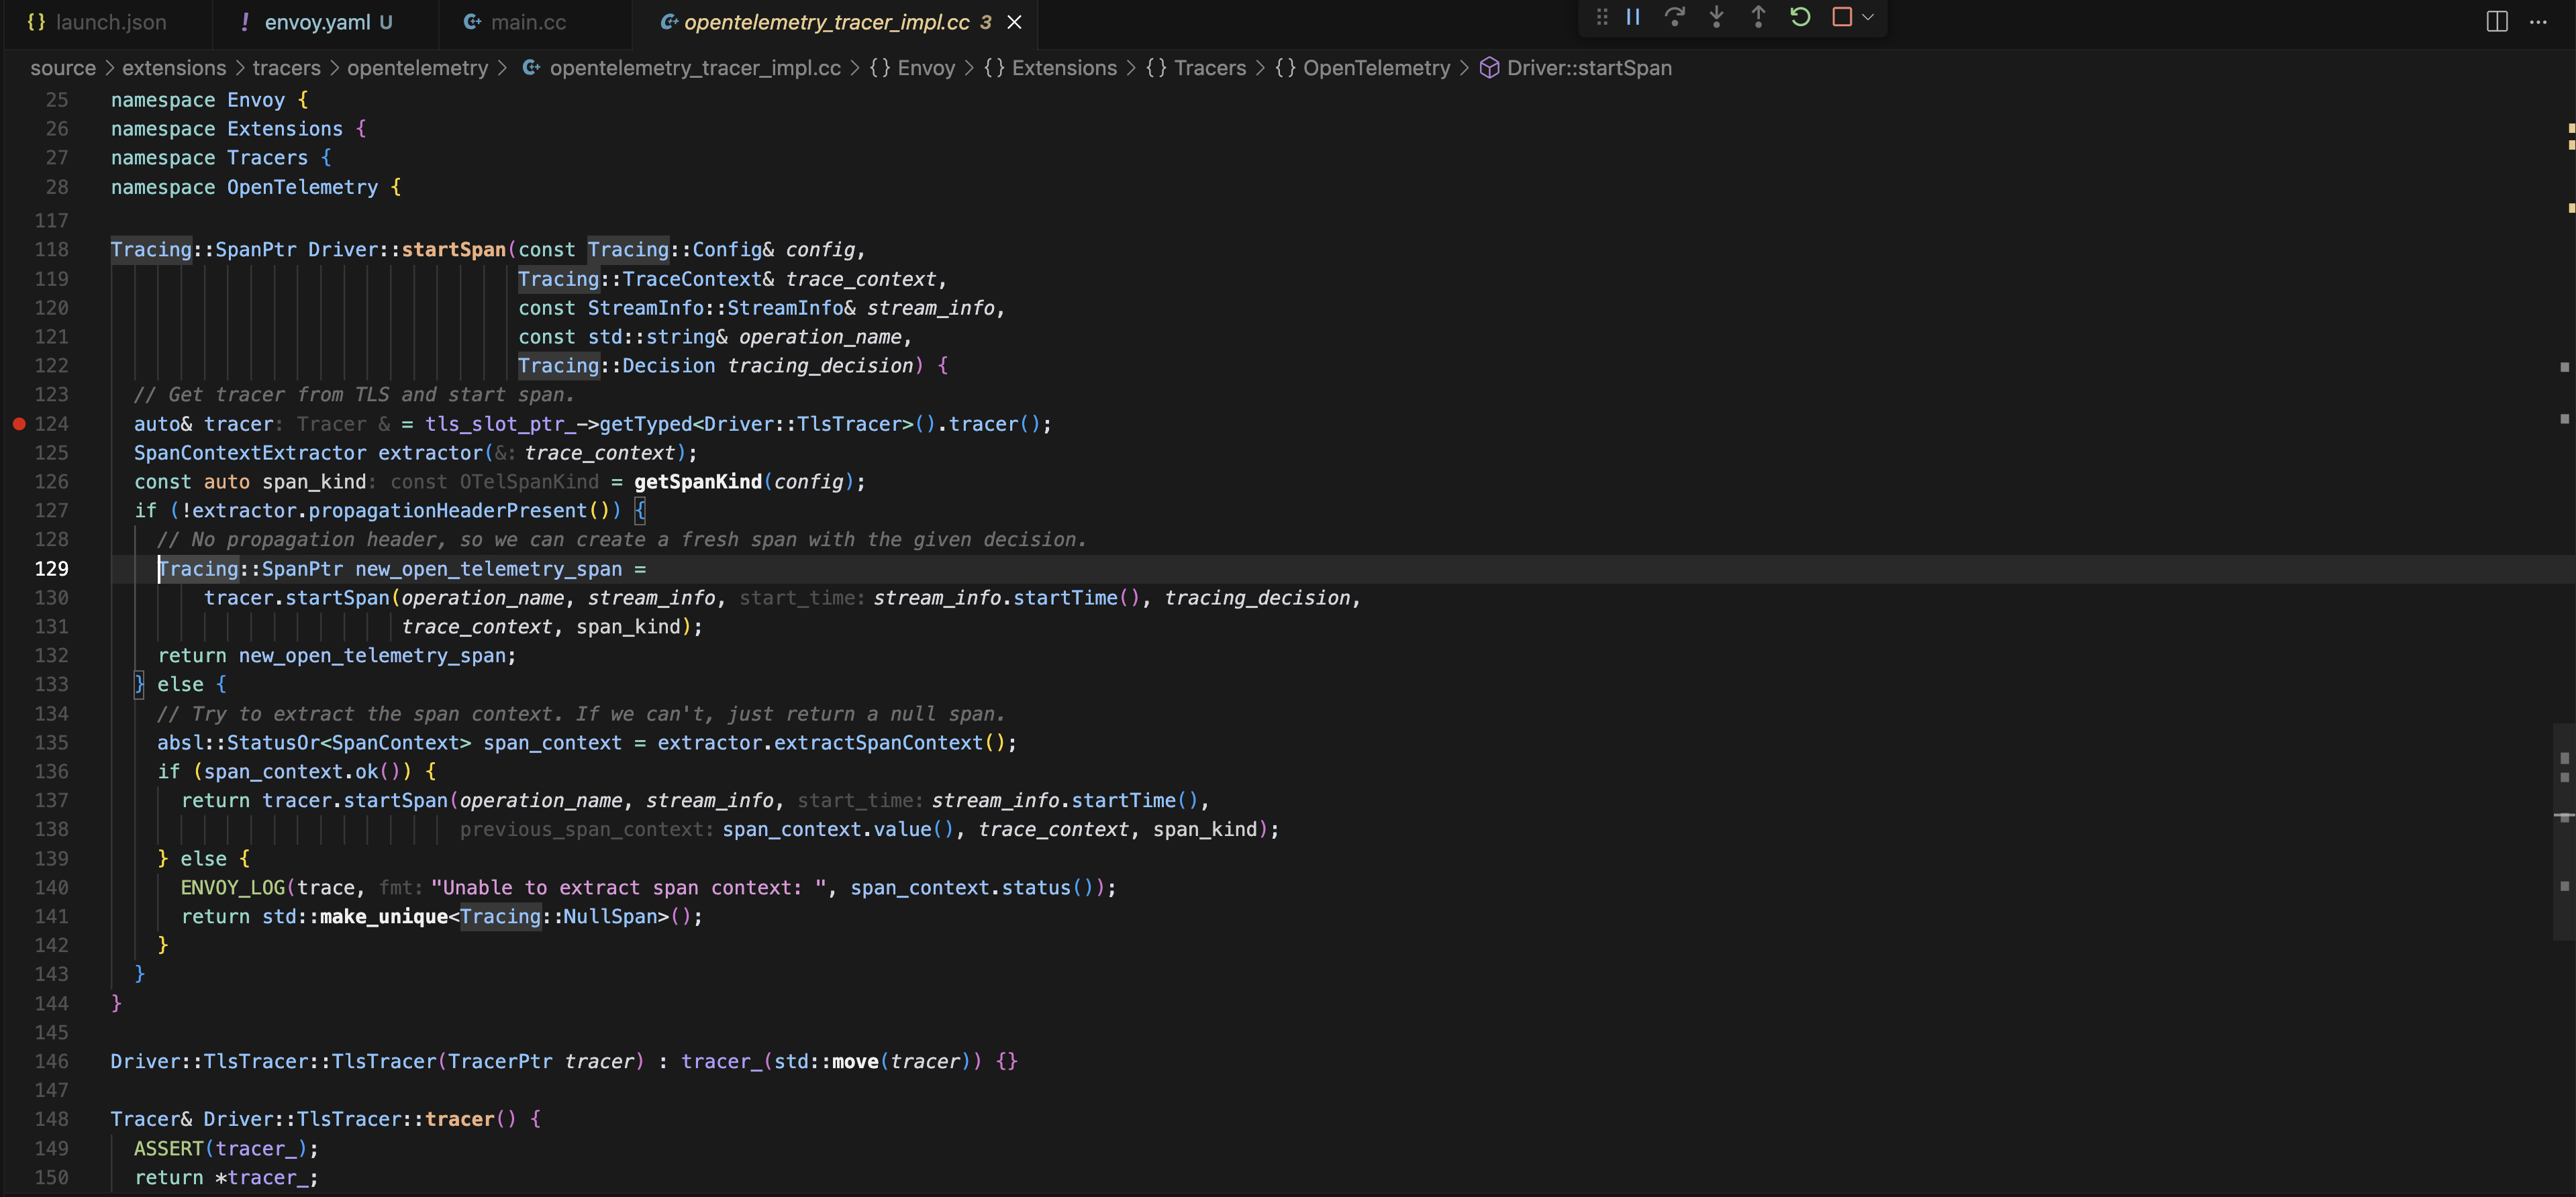 launch.json ! envoy.yaml U main.cc opentelemetry_tracer_impl.cc 3
source > extensions > tracers > opentelemetry > opentelemetry_tracer_impl.cc > {} Envoy > {} Extensions > {} Tracers > {} OpenTelemetry > Driver::startSpan
25 namespace Envoy {
26 namespace Extensions {
27 namespace Tracers {
28 namespace OpenTelemetry {
117
118 Tracing::SpanPtr Driver::startSpan(const Tracing::Config& config,
119 Tracing::TraceContext& trace_context,
120 const StreamInfo::StreamInfo& stream_info,
121 const std::string& operation_name,
122 Tracing::Decision tracing_decision) {
123 // Get tracer from TLS and start span.
124 auto& tracer: Tracer & = tls_slot_ptr_->getTyped<Driver::TlsTracer>().tracer();
125 SpanContextExtractor extractor(&: trace_context);
126 const auto span_kind: const OTelSpanKind = getSpanKind(config);
127 if (!extractor.propagationHeaderPresent()) {
128 // No propagation header, so we can create a fresh span with the given decision.
129 Tracing::SpanPtr new_open_telemetry_span =
130 tracer.startSpan(operation_name, stream_info, start_time: stream_info.startTime(), tracing_decision,
131 trace_context, span_kind);
132 return new_open_telemetry_span;
133 } else {
134 // Try to extract the span context. If we can't, just return a null span.
135 absl::StatusOr<SpanContext> span_context = extractor.extractSpanContext();
136 if (span_context.ok()) {
137 return tracer.startSpan(operation_name, stream_info, start_time: stream_info.startTime(),
138 previous_span_context: span_context.value(), trace_context, span_kind);
139 } else {
140 ENVOY_LOG(trace, fmt: "Unable to extract span context: ", span_context.status());
141 return std::make_unique<Tracing::NullSpan>();
142 }
143 }
144 }
145
146 Driver::TlsTracer::TlsTracer(TracerPtr tracer) : tracer_(std::move(tracer)) {}
147
148 Tracer& Driver::TlsTracer::tracer() {
149 ASSERT(tracer_);
150 return *tracer_;